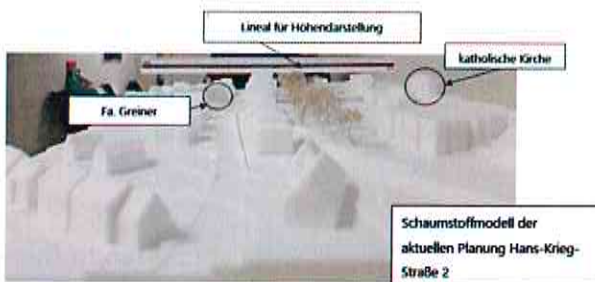 Lineal für Höhendarstellung
katholische Kirche
Fa. Greiner
Schaumstoffmodell der
aktuellen Planung Hans-Krieg-
Straße 2